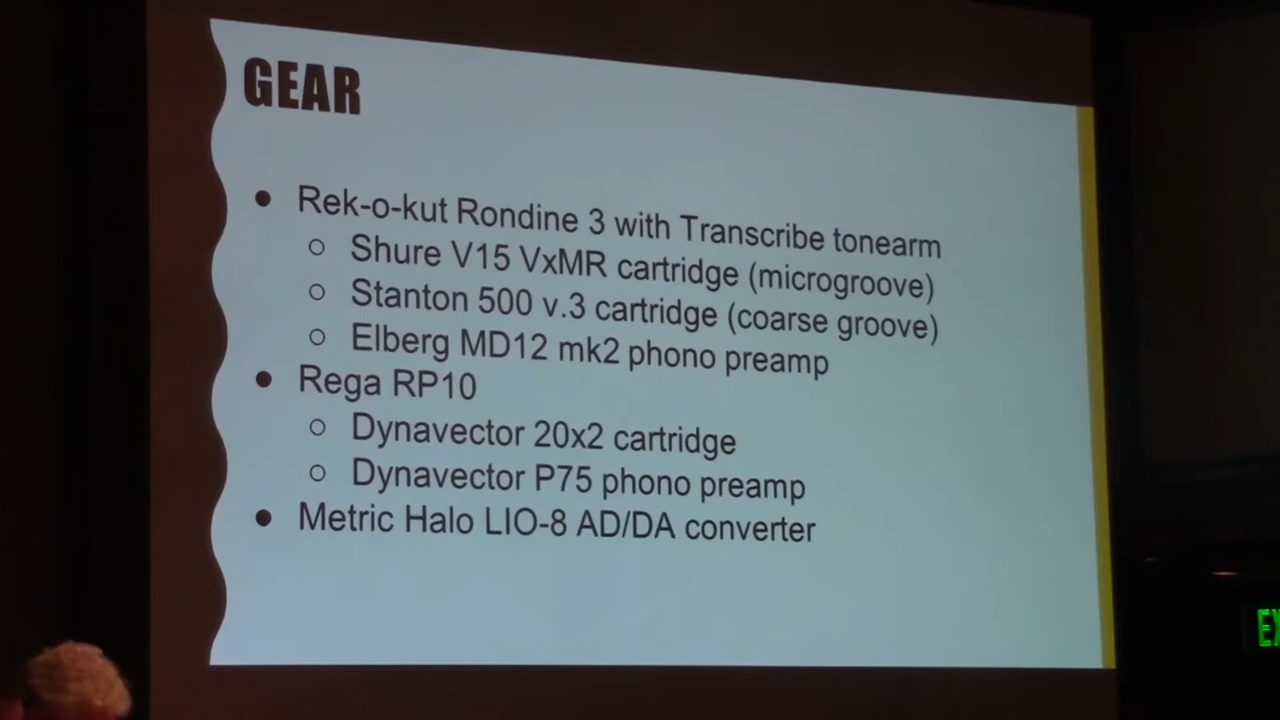 GEAR
• Rek-o-kut Rondine 3 with Transcribe tonearm
○ Shure V15 VxMR cartridge (microgroove)
○ Stanton 500 v.3 cartridge (coarse groove)
○ Elberg MD12 mk2 phono preamp
• Rega RP10
○ Dynavector 20x2 cartridge
○ Dynavector P75 phono preamp
• Metric Halo LIO-8 AD/DA converter